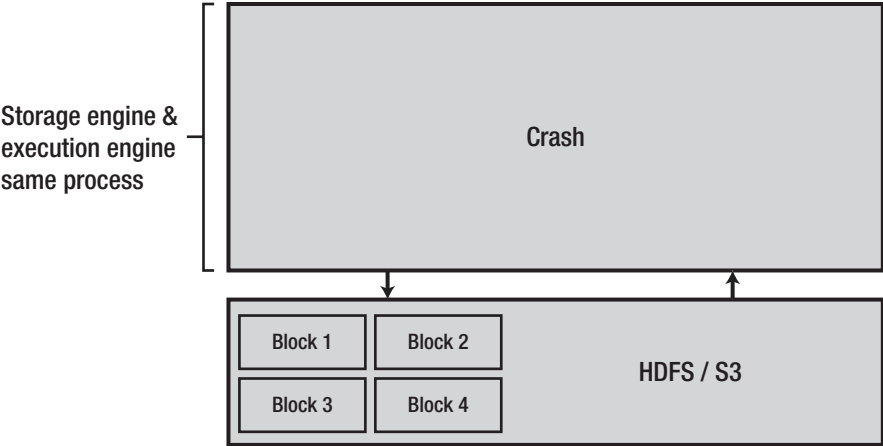 Storage engine &
execution engine
same process
Crash
Block 1
Block 2
Block 3
Block 4
HDFS / S3